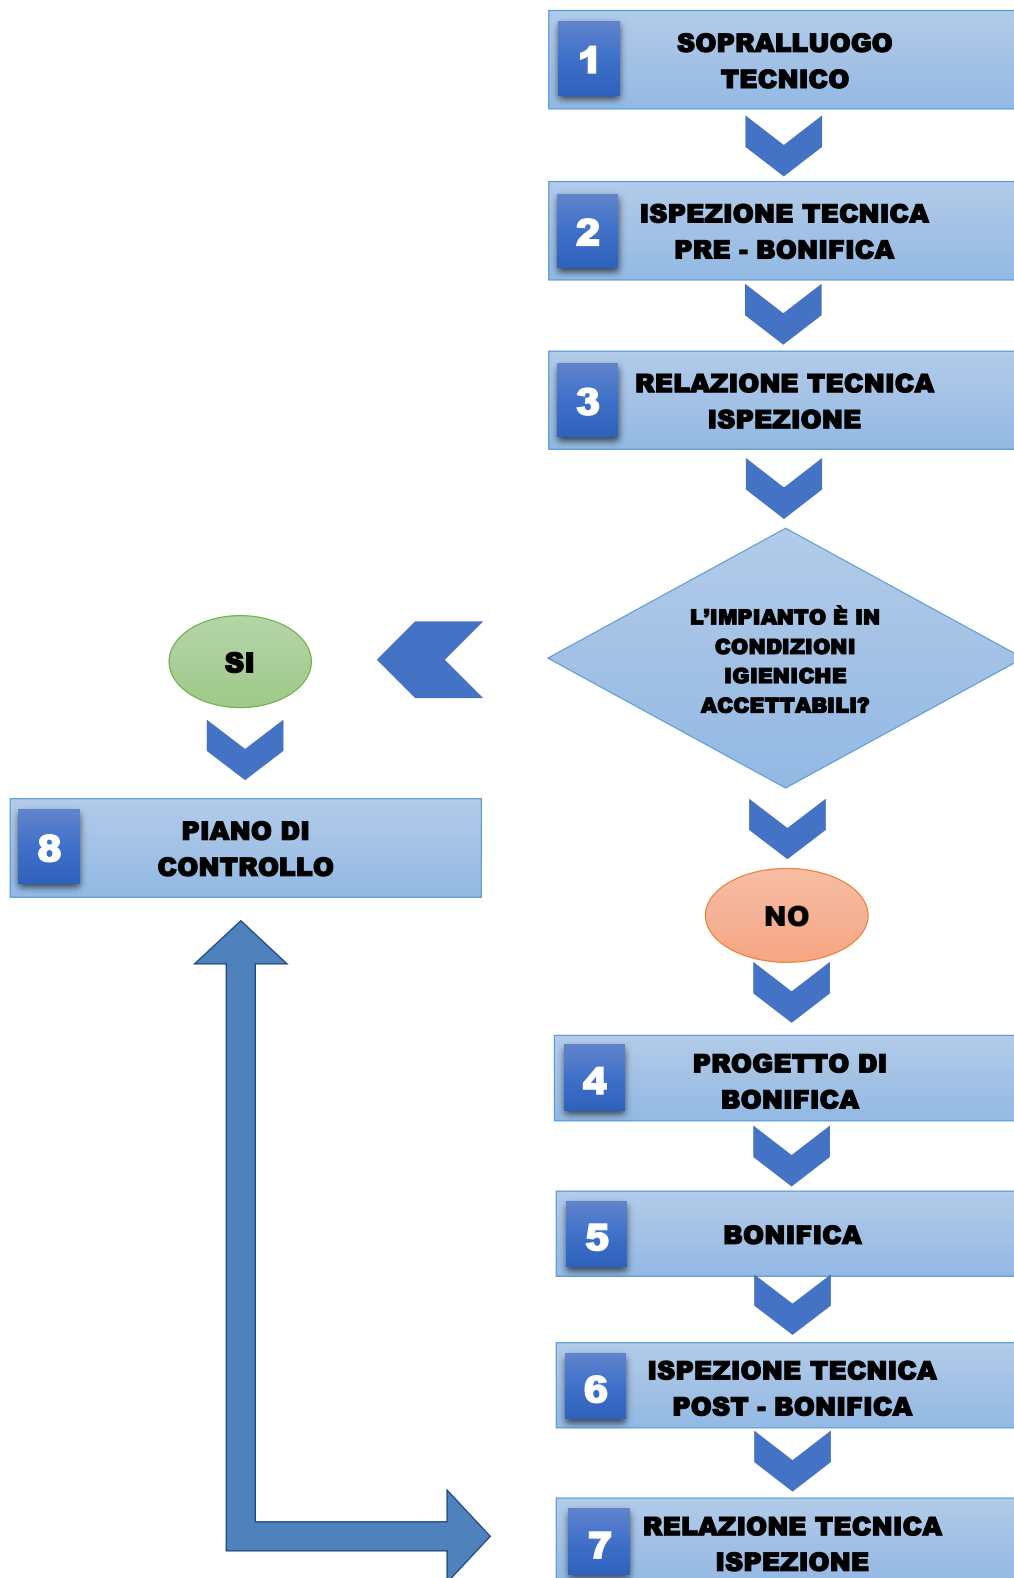 1
SOPRALLUOGO
TECNICO
2
ISPEZIONE TECNICA
PRE - BONIFICA
3
RELAZIONE TECNICA
ISPEZIONE
L'IMPIANTO È IN
CONDIZIONI
IGIENICHE
ACCETTABILI?
SI
8
PIANO DI
CONTROLLO
NO
4
PROGETTO DI
BONIFICA
5
BONIFICA
6
ISPEZIONE TECNICA
POST - BONIFICA
7
RELAZIONE TECNICA
ISPEZIONE